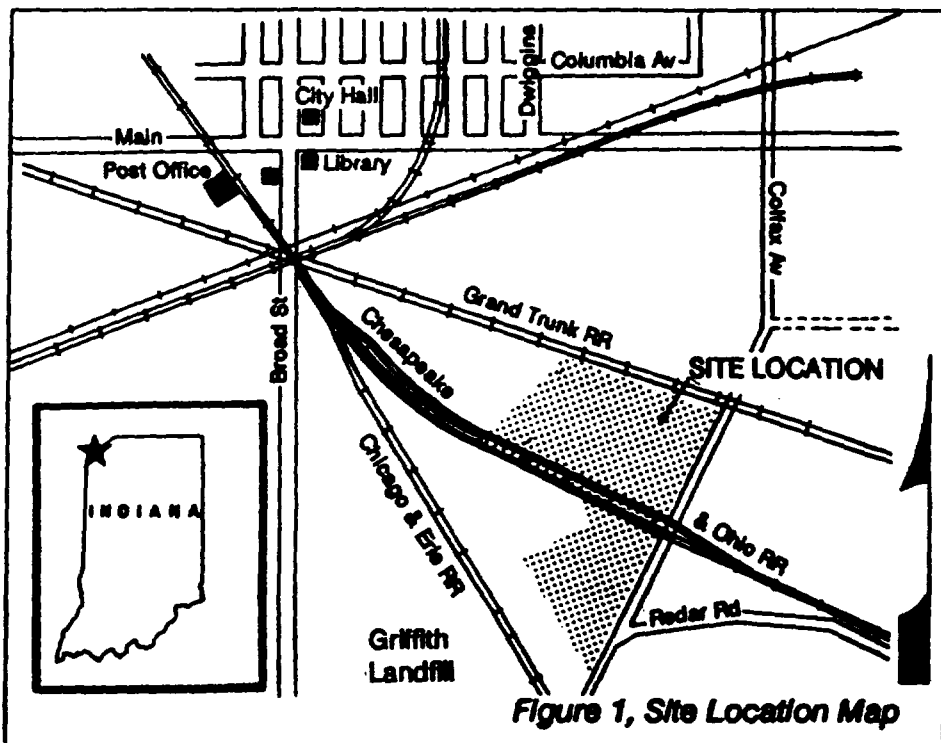 Columbia Av
Dwiggins
City Hall
Main
Library
Post Office
Colfax Av
Broad St
Grand Trunk RR
Chesapeake
SITE LOCATION
Chicago & Erie RR
& Ohio RR
INDIANA
Redar Rd
Griffith
Landfill
Figure 1, Site Location Map